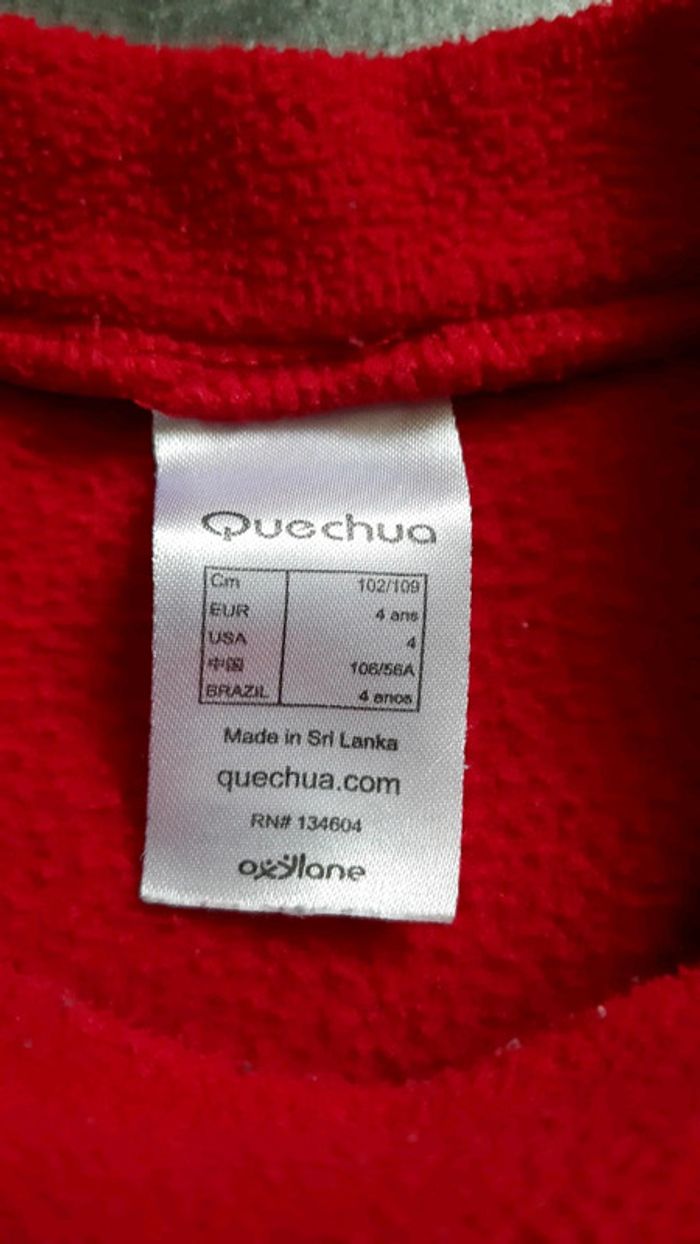 Quechua
Cm 102/109
EUR 4 ans
USA 4
中国 106/56A
BRAZIL 4 anos
Made in Sri Lanka
quechua.com
RN# 134604
oxylane